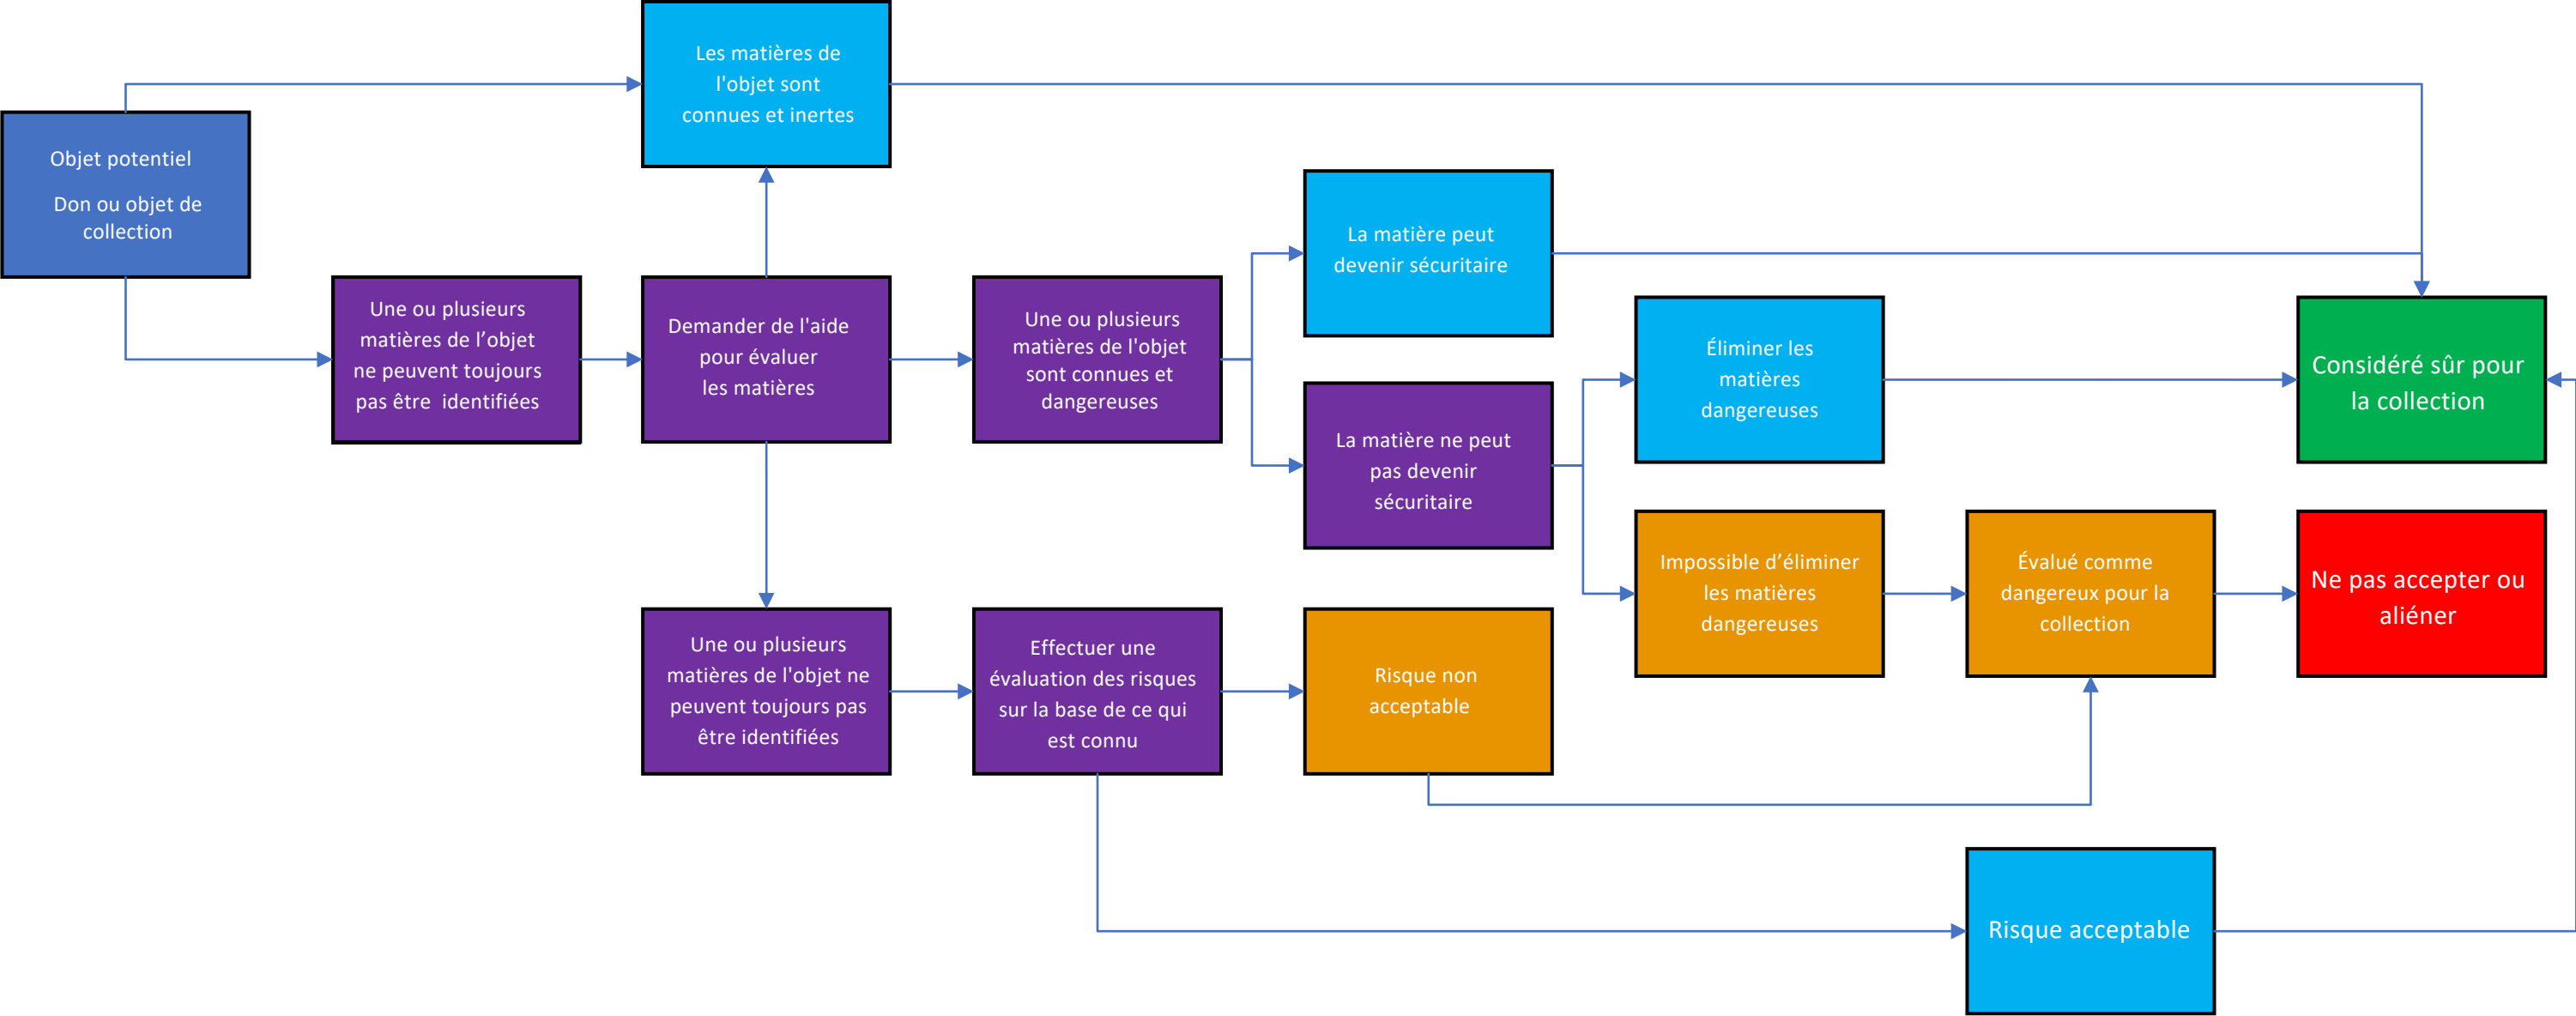 Les matières de
l'objet sont
connues et inertes
Objet potentiel
Don ou objet de
collection
Une ou plusieurs
matières de l’objet
ne peuvent toujours
pas être  identifiées
Demander de l'aide
pour évaluer
les matières
Une ou plusieurs
matières de l'objet
sont connues et
dangereuses
La matière peut
devenir sécuritaire
La matière ne peut
pas devenir
sécuritaire
Éliminer les
matières
dangereuses
Considéré sûr pour
la collection
Impossible d’éliminer
les matières
dangereuses
Évalué comme
dangereux pour la
collection
Ne pas accepter ou
aliéner
Une ou plusieurs
matières de l'objet ne
peuvent toujours pas
être identifiées
Effectuer une
évaluation des risques
sur la base de ce qui
est connu
Risque non
acceptable
Risque acceptable